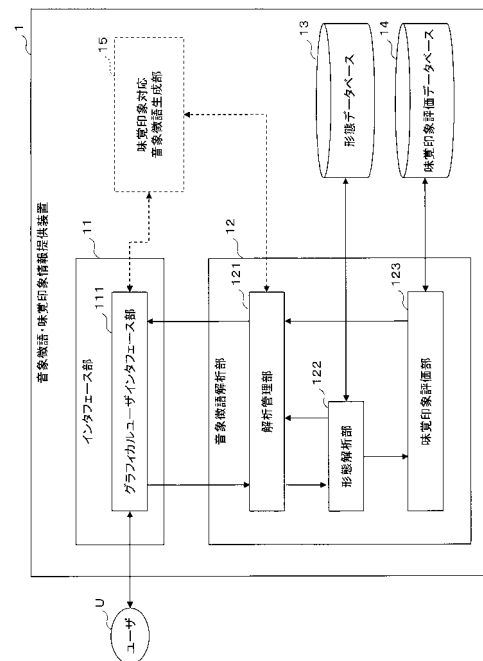 音象徴語・味覚印象情報提供装置
1
インタフェース部
11
グラフィカルユーザインタフェース部
111
U
ユーザ
味覚印象対応
音象徴語生成部
15
音象徴語解析部
12
解析管理部
121
形態解析部
122
味覚印象評価部
123
形態データベース
13
味覚印象評価データベース
14